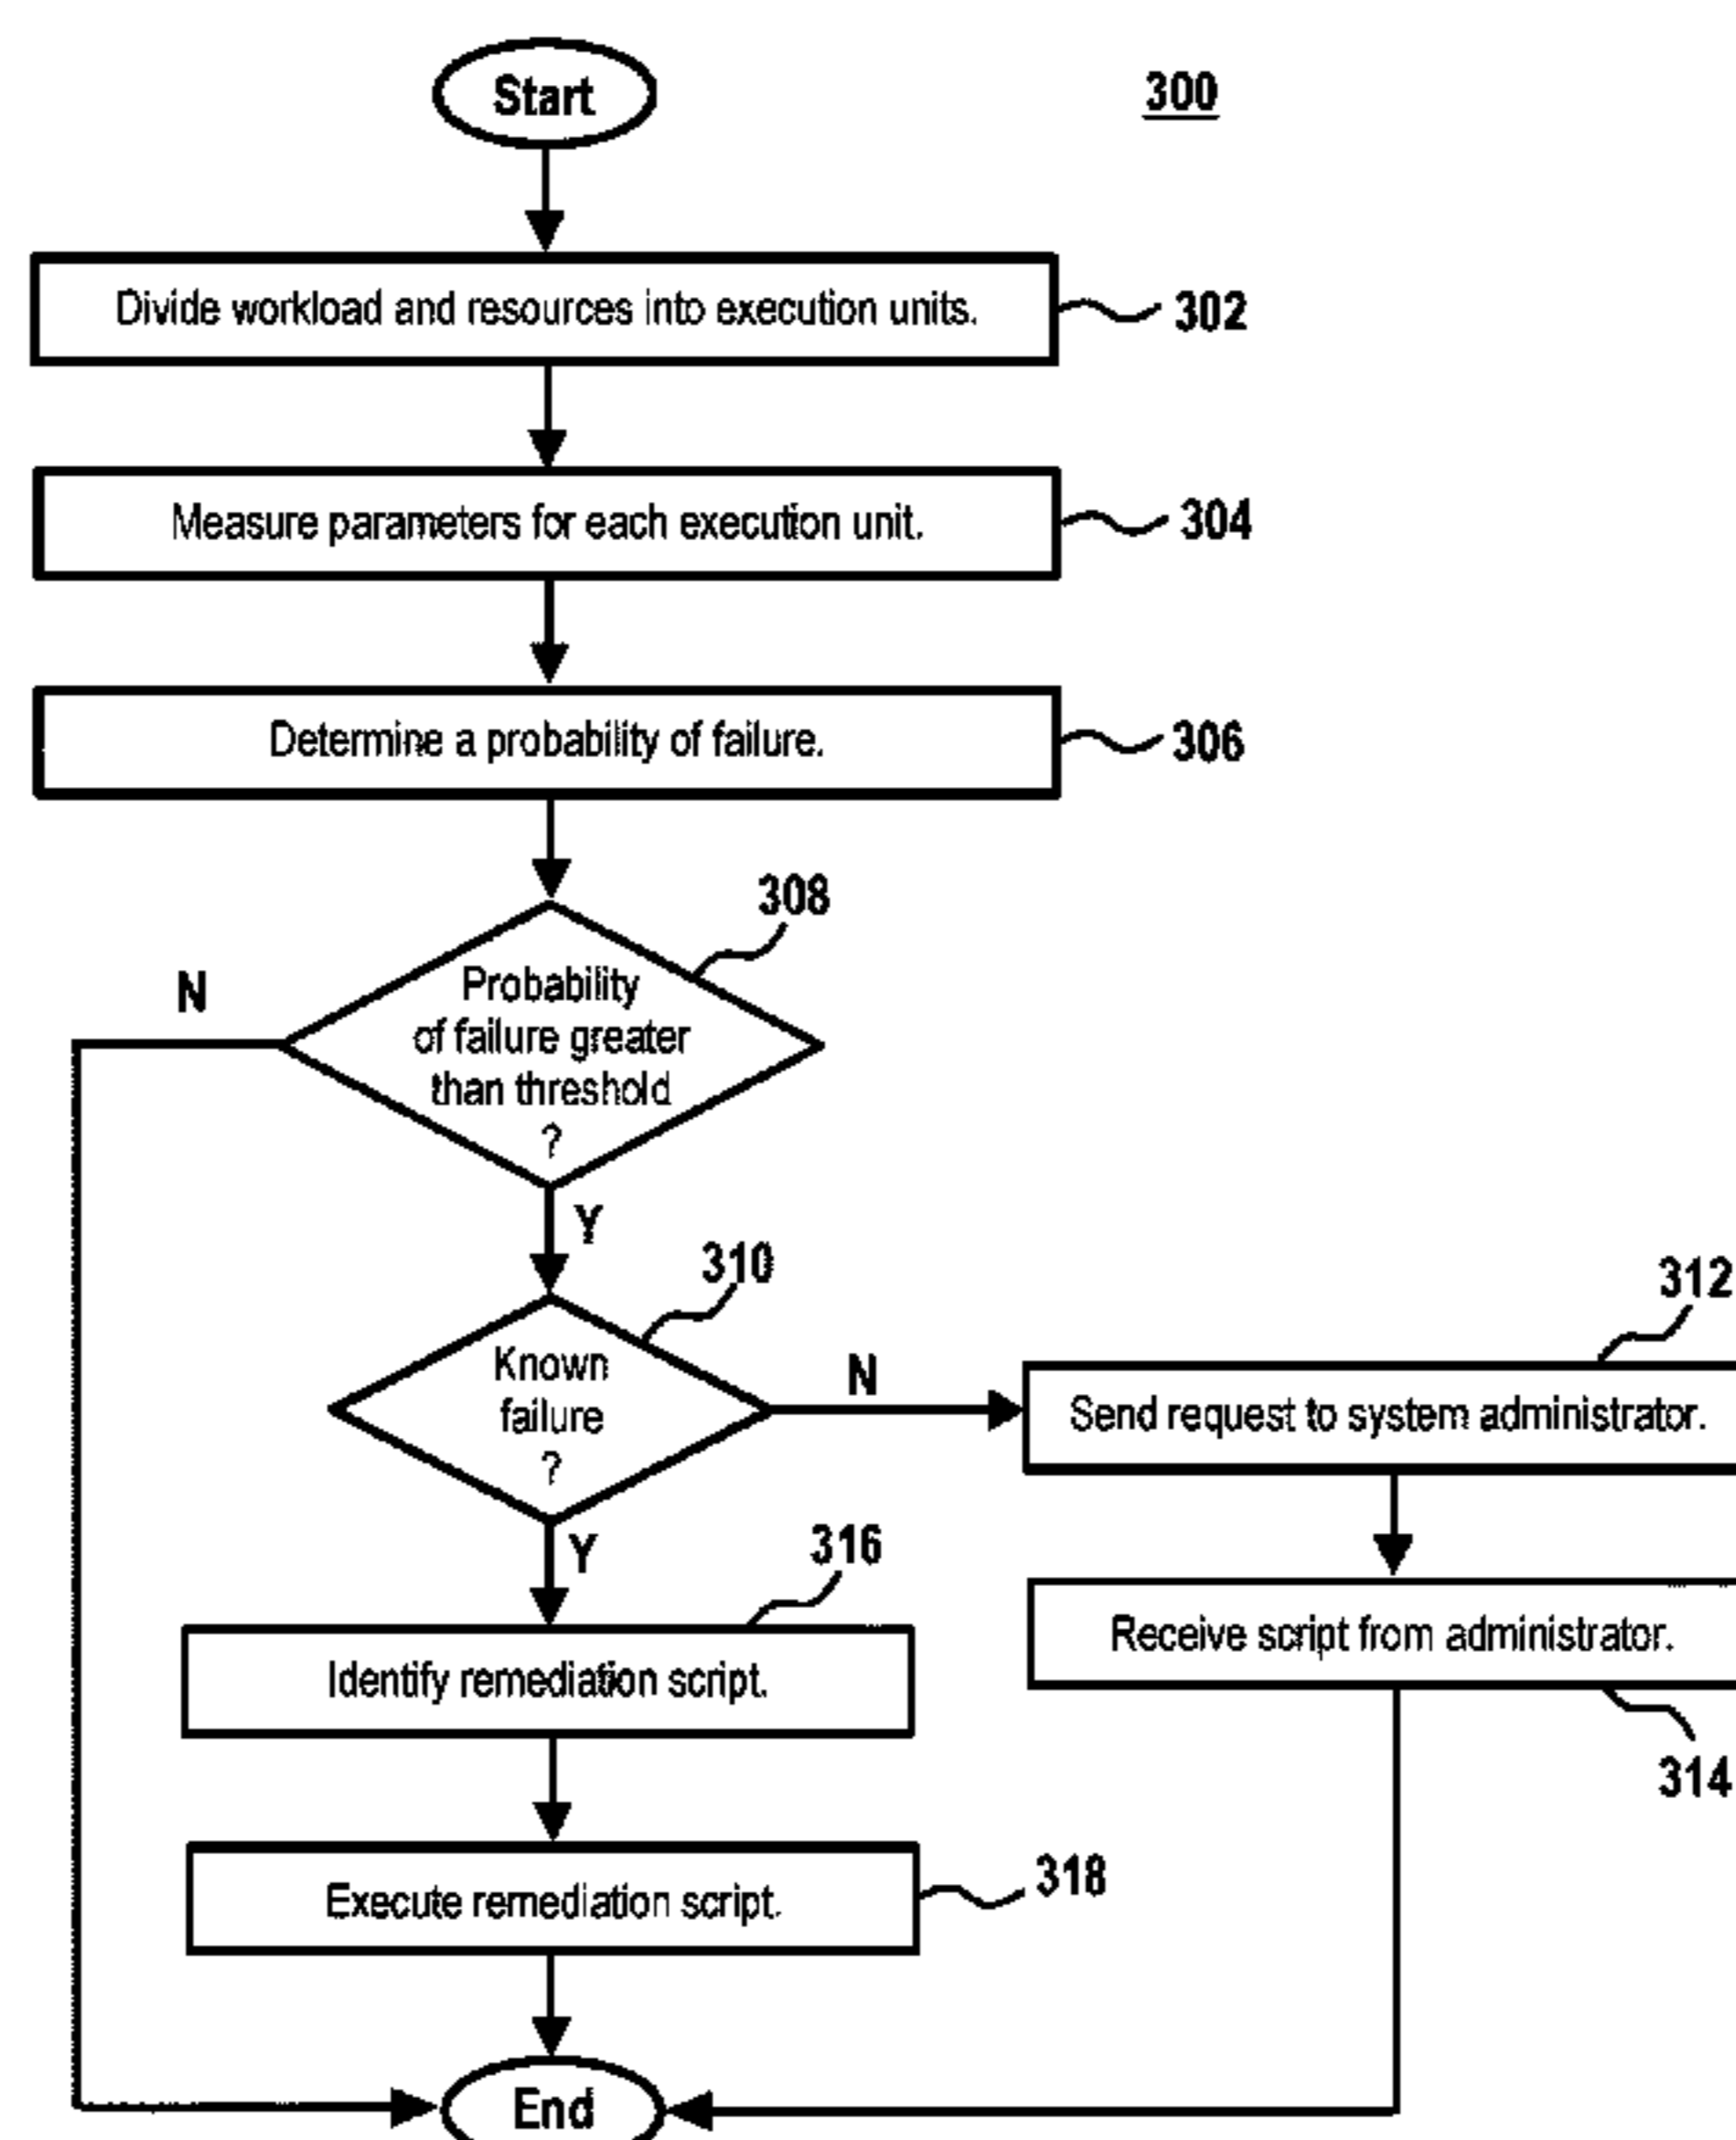 Start
300
Divide workload and resources into execution units.
302
Measure parameters for each execution unit.
304
Determine a probability of failure.
306
308
N
Probability
of failure greater
than threshold
?
Y
310
312
Known
failure
?
N
Send request to system administrator.
Y
316
Receive script from administrator.
Identify remediation script.
314
Execute remediation script.
318
End